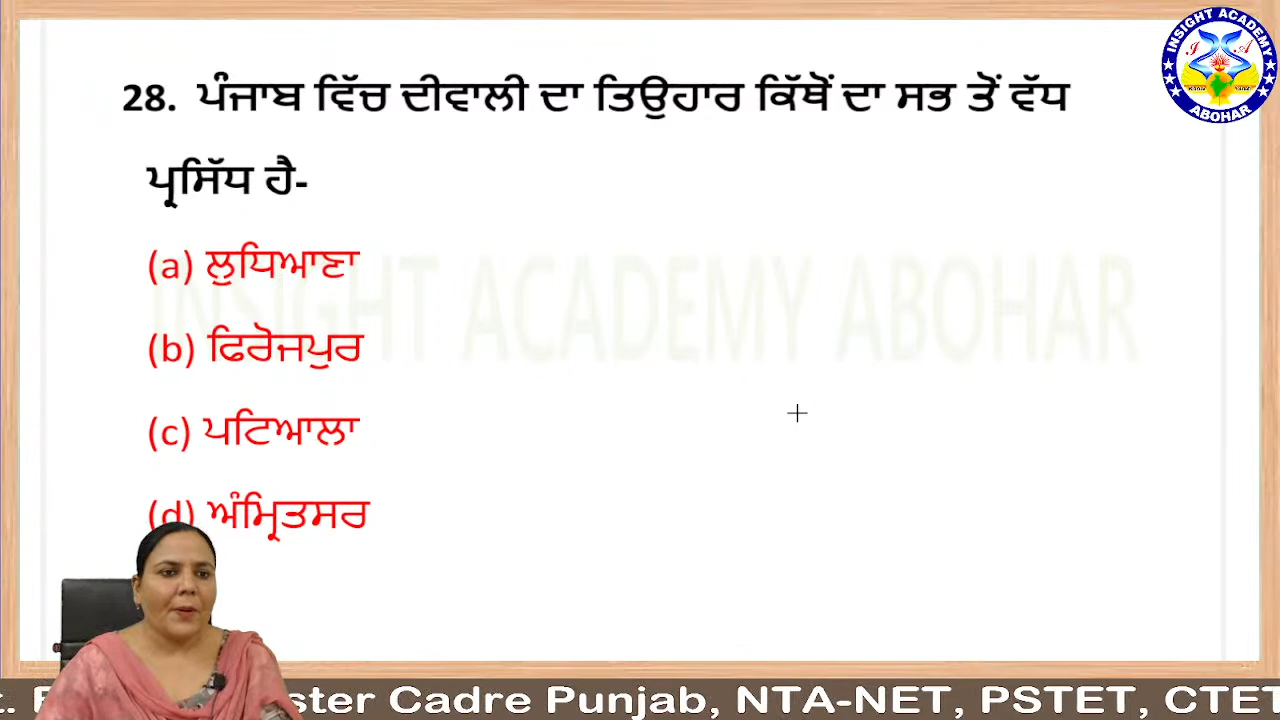 INSIGHT ACADEMY
I A
ABOHAR
28. ਪੰਜਾਬ ਵਿੱਚ ਦੀਵਾਲੀ ਦਾ ਤਿਉਹਾਰ ਕਿੱਥੋਂ ਦਾ ਸਭ ਤੋਂ ਵੱਧ
ਪ੍ਰਸਿੱਧ ਹੈ-
(a) ਲੁਧਿਆਣਾ
(b) ਫਿਰੋਜਪੁਰ
(c) ਪਟਿਆਲਾ
(d) ਅੰਮ੍ਰਿਤਸਰ
INSIGHT ACADEMY ABOHAR
Cadre Punjab, NTA-NET, PSTET, CTET